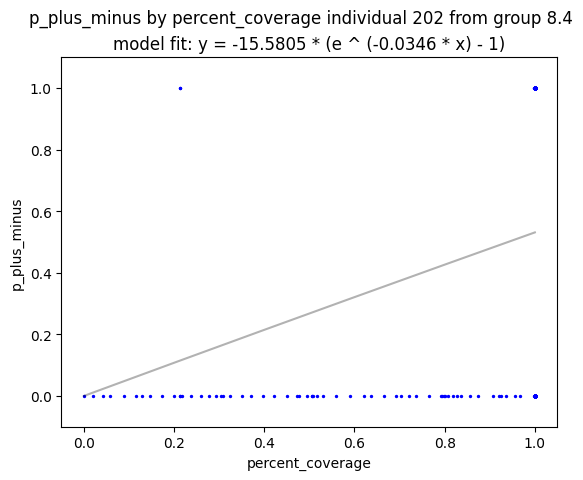 p_plus_minus by percent_coverage individual 202 from group 8.4
model fit: y = -15.5805 * (e ^ (-0.0346 * x) - 1)
1.0
0.8
0.6
0.4
0.2
0.0
p_plus_minus
0.0 0.2 0.4 0.6 0.8 1.0
percent_coverage